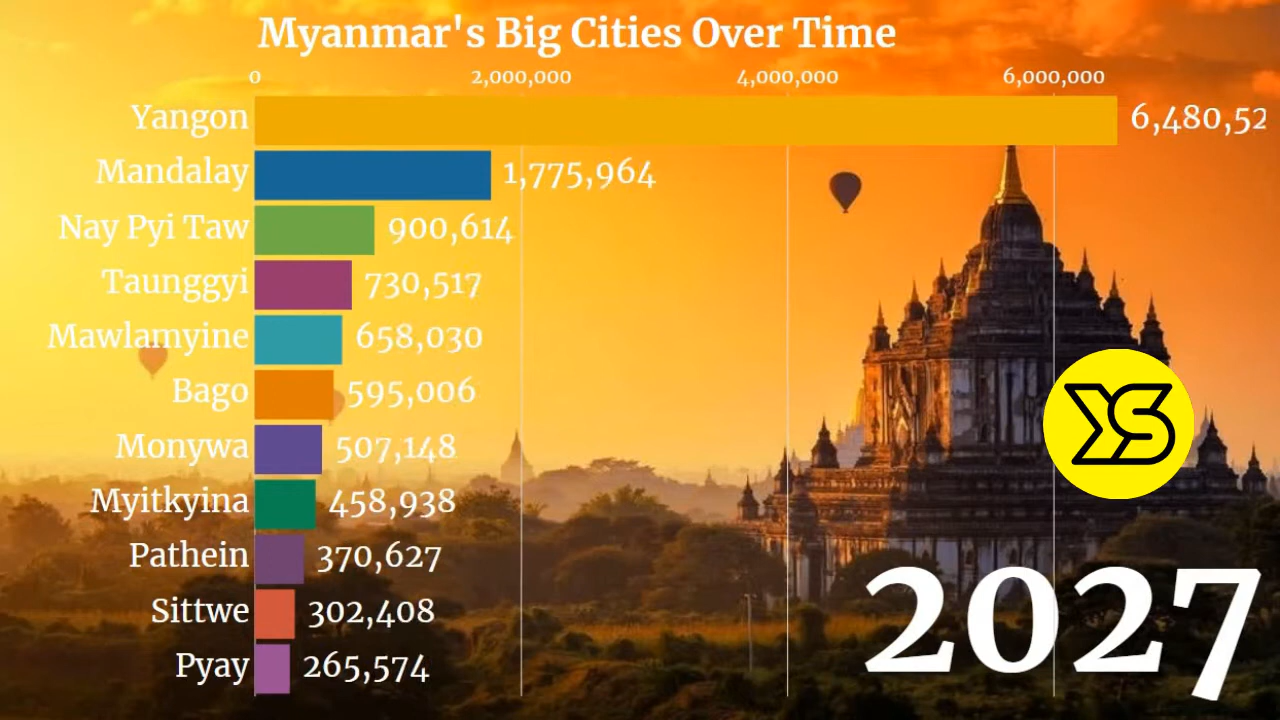 Myanmar's Big Cities Over Time
0 2,000,000 4,000,000 6,000,000
Yangon 6,480,52
Mandalay 1,775,964
Nay Pyi Taw 900,614
Taunggyi 730,517
Mawlamyine 658,030
Bago 595,006
Monywa 507,148
Myitkyina 458,938
Pathein 370,627
Sittwe 302,408
Pyay 265,574
YS
2027